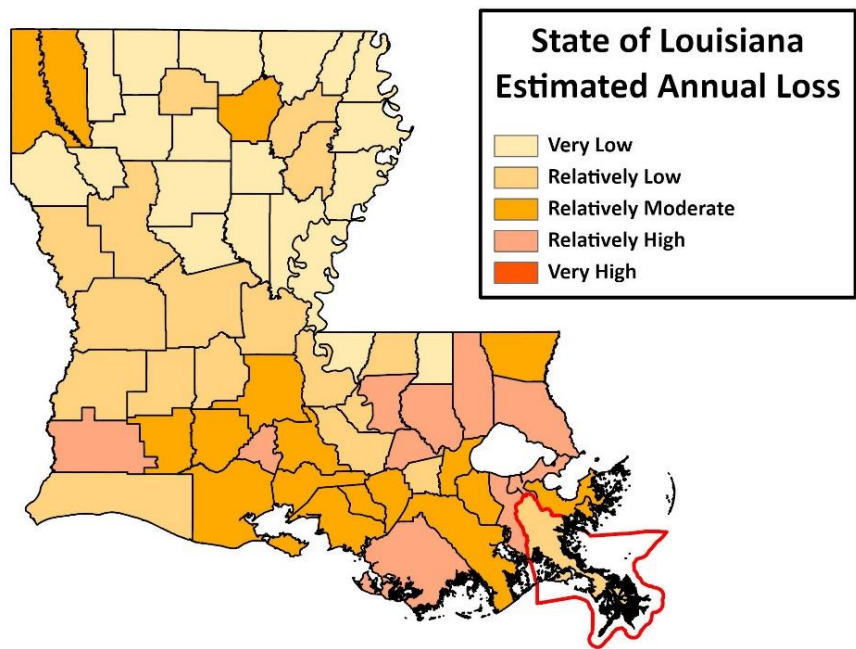 State of Louisiana
Estimated Annual Loss
Very Low
Relatively Low
Relatively Moderate
Relatively High
Very High